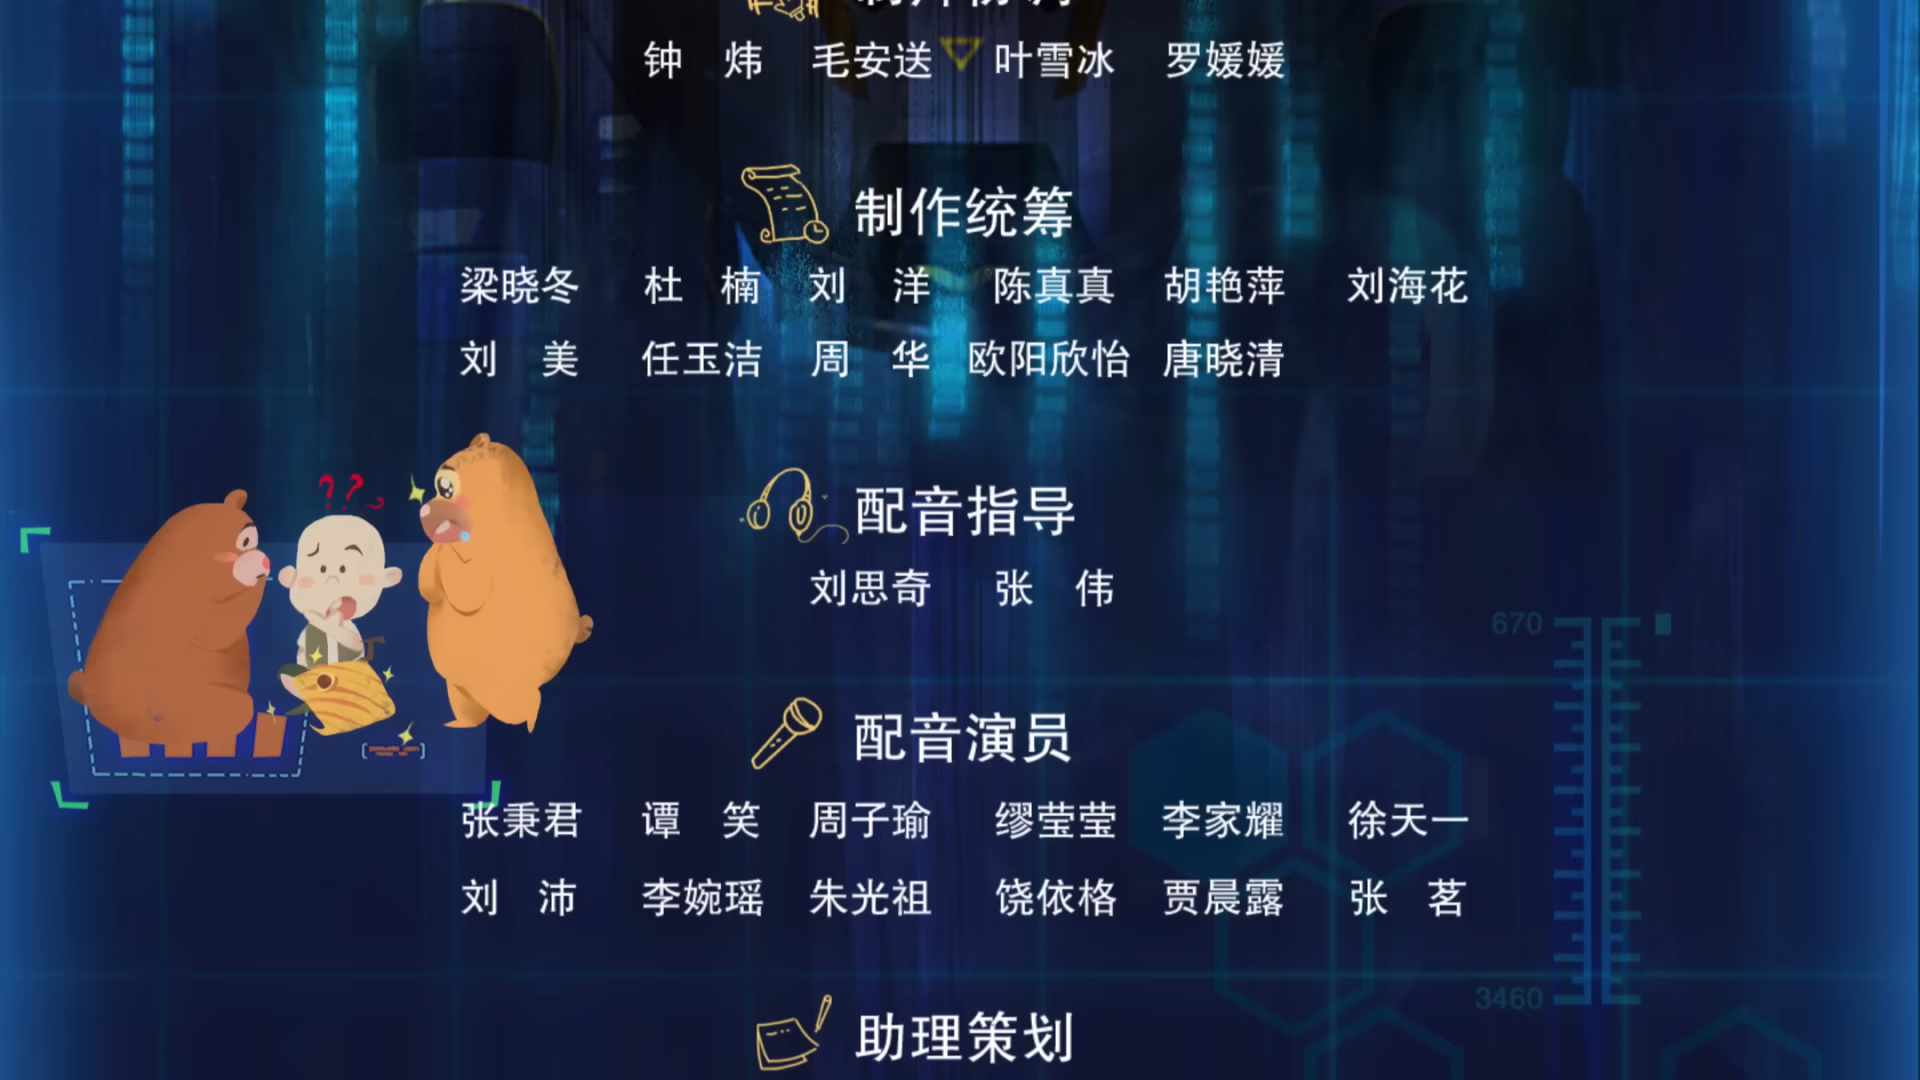 钟 炜 毛安送 叶雪冰 罗媛媛
制作统筹
梁晓冬 杜 楠 刘 洋 陈真真 胡艳萍 刘海花
刘 美 任玉洁 周 华 欧阳欣怡 唐晓清
??
配音指导
刘思奇 张 伟
670
配音演员
张秉君 谭 笑 周子瑜 缪莹莹 李家耀 徐天一
刘 沛 李婉瑶 朱光祖 饶依格 贾晨露 张 茗
3460
助理策划